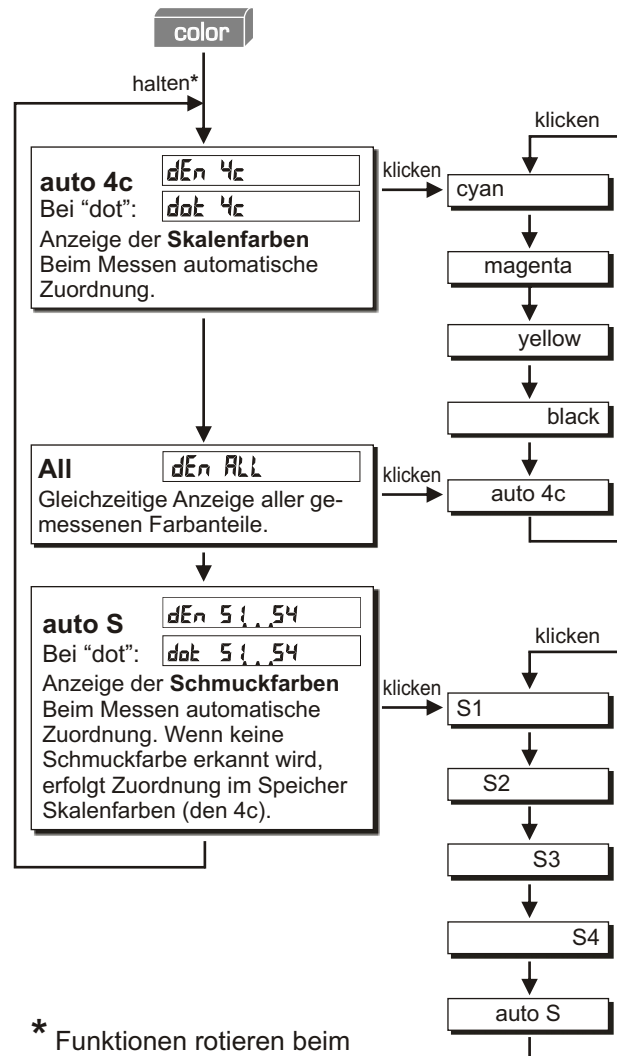 color
halten*
auto 4c
dEn 4c
Bei “dot”:
dot 4c
Anzeige der Skalenfarben
Beim Messen automatische
Zuordnung.
klicken
klicken
cyan
magenta
yellow
black
auto 4c
All
dEn ALL
Gleichzeitige Anzeige aller ge-
messenen Farbanteile.
klicken
auto S
dEn S1...S4
Bei “dot”:
dot S1...S4
Anzeige der Schmuckfarben
Beim Messen automatische
Zuordnung. Wenn keine
Schmuckfarbe erkannt wird,
erfolgt Zuordnung im Speicher
Skalenfarben (den 4c).
klicken
klicken
S1
S2
S3
S4
auto S
* Funktionen rotieren beim